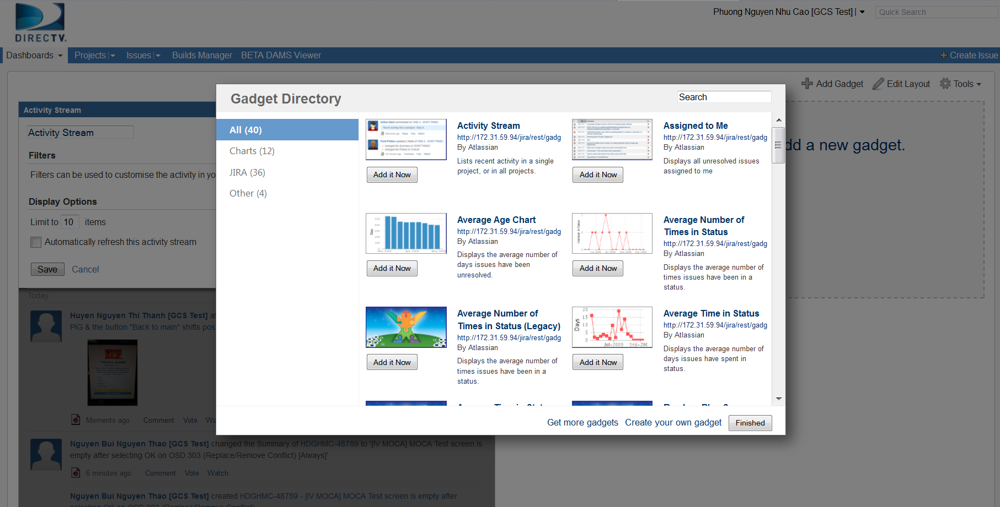 DIRECTV.
Phuong Nguyen Nhu Cao [GCS Test]
Quick Search
Dashboards
Projects
Issues
Builds Manager
BETA DAMS Viewer
Create Issue
Add Gadget
Edit Layout
Tools
Activity Stream
Activity Stream
Filters
Filters can be used to customise the activity in yo
Display Options
Limit to 10 items
Automatically refresh this activity stream
Save
Cancel
Today
Huyen Nguyen Thi Thanh [GCS Test]
PIG & the button "Back to main" shifts pos
TRIVIA GAME
Moments ago
Comment
Vote
Wa
Nguyen Bui Nguyen Thao [GCS Test] changed the Summary of HDGHMC-48789 to '[IV MOCA] MOCA Test screen is
empty after selecting OK on OSD 303 (Replace/Remove Conflict) [Always]'
6 minutes ago
Comment
Vote
Watch
Nguyen Bui Nguyen Thao [GCS Test] created HDGHMC-48789 - [IV MOCA] MOCA Test screen is empty after
selecting OK on OSD 303 (Replace/Remove Conflict)
dd a new gadget.
Gadget Directory
Search
All (40)
Charts (12)
JIRA (36)
Other (4)
Activity Stream
http://172.31.59.94/jira/rest/gadg
By Atlassian
Lists recent activity in a single
project, or in all projects.
Add it Now
Assigned to Me
http://172.31.59.94/jira/rest/gadg
By Atlassian
Displays all unresolved issues
assigned to me
Add it Now
Average Age Chart
http://172.31.59.94/jira/rest/gadg
By Atlassian
Displays the average number of
days issues have been
unresolved.
Add it Now
Average Number of
Times in Status
http://172.31.59.94/jira/rest/gadg
By Atlassian
Displays the average number of
times issues have been in a
status.
Add it Now
Average Number of
Times in Status (Legacy)
http://172.31.59.94/jira/rest/gadg
By Atlassian
Displays the average number of
times issues have been in a
status.
Add it Now
Average Time in Status
http://172.31.59.94/jira/rest/gadg
By Atlassian
Displays the average number of
days issues have spent in
status.
Add it Now
Get more gadgets
Create your own gadget
Finished